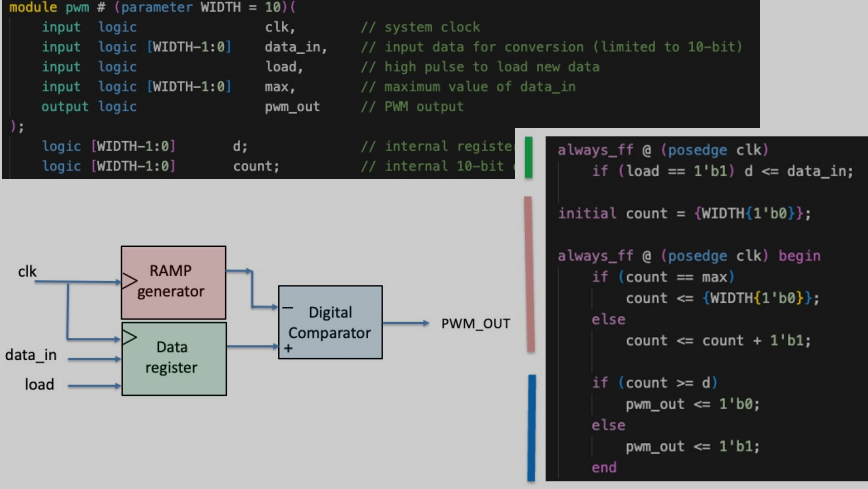 module pwm # (parameter WIDTH = 10)(
input logic clk, // system clock
input logic [WIDTH-1:0] data_in, // input data for conversion (limited to 10-bit)
input logic load, // high pulse to load new data
input logic [WIDTH-1:0] max, // maximum value of data_in
output logic pwm_out // PWM output
);
logic [WIDTH-1:0] d; // internal register
logic [WIDTH-1:0] count; // internal 10-bit
always_ff @ (posedge clk)
if (load == 1'b1) d <= data_in;
initial count = {WIDTH{1'b0}};
always_ff @ (posedge clk) begin
if (count == max)
count <= {WIDTH{1'b0}};
else
count <= count + 1'b1;
if (count >= d)
pwm_out <= 1'b0;
else
pwm_out <= 1'b1;
end
clk
RAMP
generator
Data
register
data_in
load
−
Digital
Comparator
+
PWM_OUT